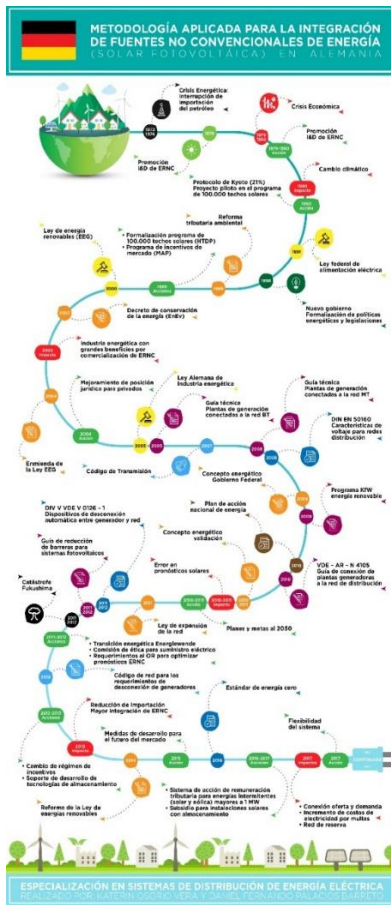 METODOLOGÍA APLICADA PARA LA INTEGRACIÓN
DE FUENTES NO CONVENCIONALES DE ENERGÍA
(SOLAR FOTOVOLTÁICA) EN ALEMANIA
Crisis Energética:
Interrupción de
importación
del petróleo
Crisis Económica
Promoción
I&D de ERNC
Promoción
I&D de ERNC
Cambio climático
Protocolo de Kyoto (21%)
Proyecto piloto en el programa
de 100.000 techos solares
Reforma
tributaria ambiental
Ley de energía
renovables (EEG)
• Formalización programa de
100.000 techos solares (HTDP)
• Programa de incentivos de
mercado (MAP)
Ley federal de
alimentación eléctrica
Nuevo gobierno
Formalización de políticas
energéticas y legislaciones
Decreto de conservación
de la energía (EnEv)
Industria energética con
grandes beneficios por
comercialización de ERNC
Mejoramiento de posición
jurídico para privados
Ley Alemana de
Industria energética
Guía técnica
Plantas de generación
conectadas a la red BT
Guía técnica
Plantas de generación
conectadas a la red MT
DIN EN 50160
Características de
voltaje para redes
distribución
Enmienda de
la Ley EEG
Código de Transmisión
Concepto energético
Gobierno Federal
Programa KfW
energía renovable
DIV V VDE V 0126 - 1
Dispositivos de desconexión
automática entre generador y red
Plan de acción
nacional de energía
Guía de reducción
de barreras para
sistemas fotovoltáicos
Concepto energético
validación
Catástrofe
Fukushima
Error en
pronósticos solares
VDE - AR - N 4105
Guía de conexión de
plantas generadoras
a la red de distribución
Ley de expansión
de la red
Planes y metas al 2050
• Transición energética Energiewende
• Comisión de ética para suministro eléctrico
• Requerimientos al OR para optimizar
pronósticos ERNC
Código de red para los
requerimientos de
desconexión de generadores
Estándar de energía cero
Reducción de importación
Mayor integración de ERNC
Flexibilidad
del sistema
Medidas de desarrollo para
el futuro del mercado
• Cambio de régimen de
incentivos
• Soporte de desarrollo de
tecnologías de almacenamiento
• Sistema de acción de remuneración
tributaria para energías intermitentes
(solar y eólica) mayores a 1 MW
• Subsidio para instalaciones solares
con almacenamiento
• Conexión oferta y demanda
• Incremento de costos de
electricidad por multas
• Red de reserva
Reforma de la Ley de
energías renovables
ESPECIALIZACIÓN EN SISTEMAS DE DISTRIBUCIÓN DE ENERGÍA ELÉCTRICA
REALIZADO POR: KATERIN OSORIO VERA Y DANIEL FERNANDO PALACIOS BARRETO